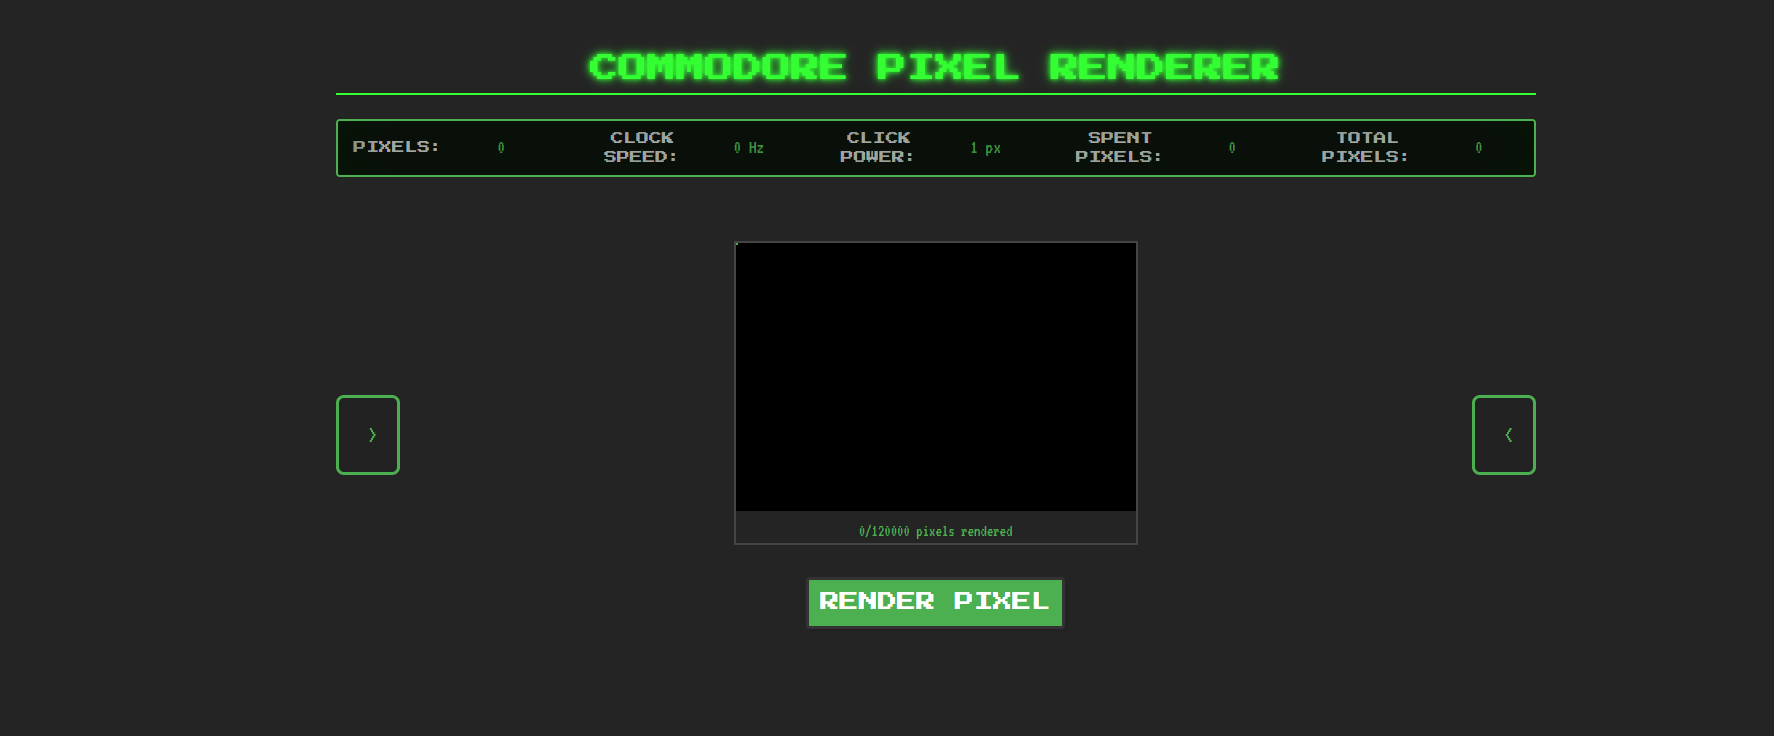 COMMODORE PIXEL RENDERER
PIXELS: 0 CLOCK SPEED: 0 Hz CLICK POWER: 1 px SPENT PIXELS: 0 TOTAL PIXELS: 0
>
<
0/120000 pixels rendered
RENDER PIXEL